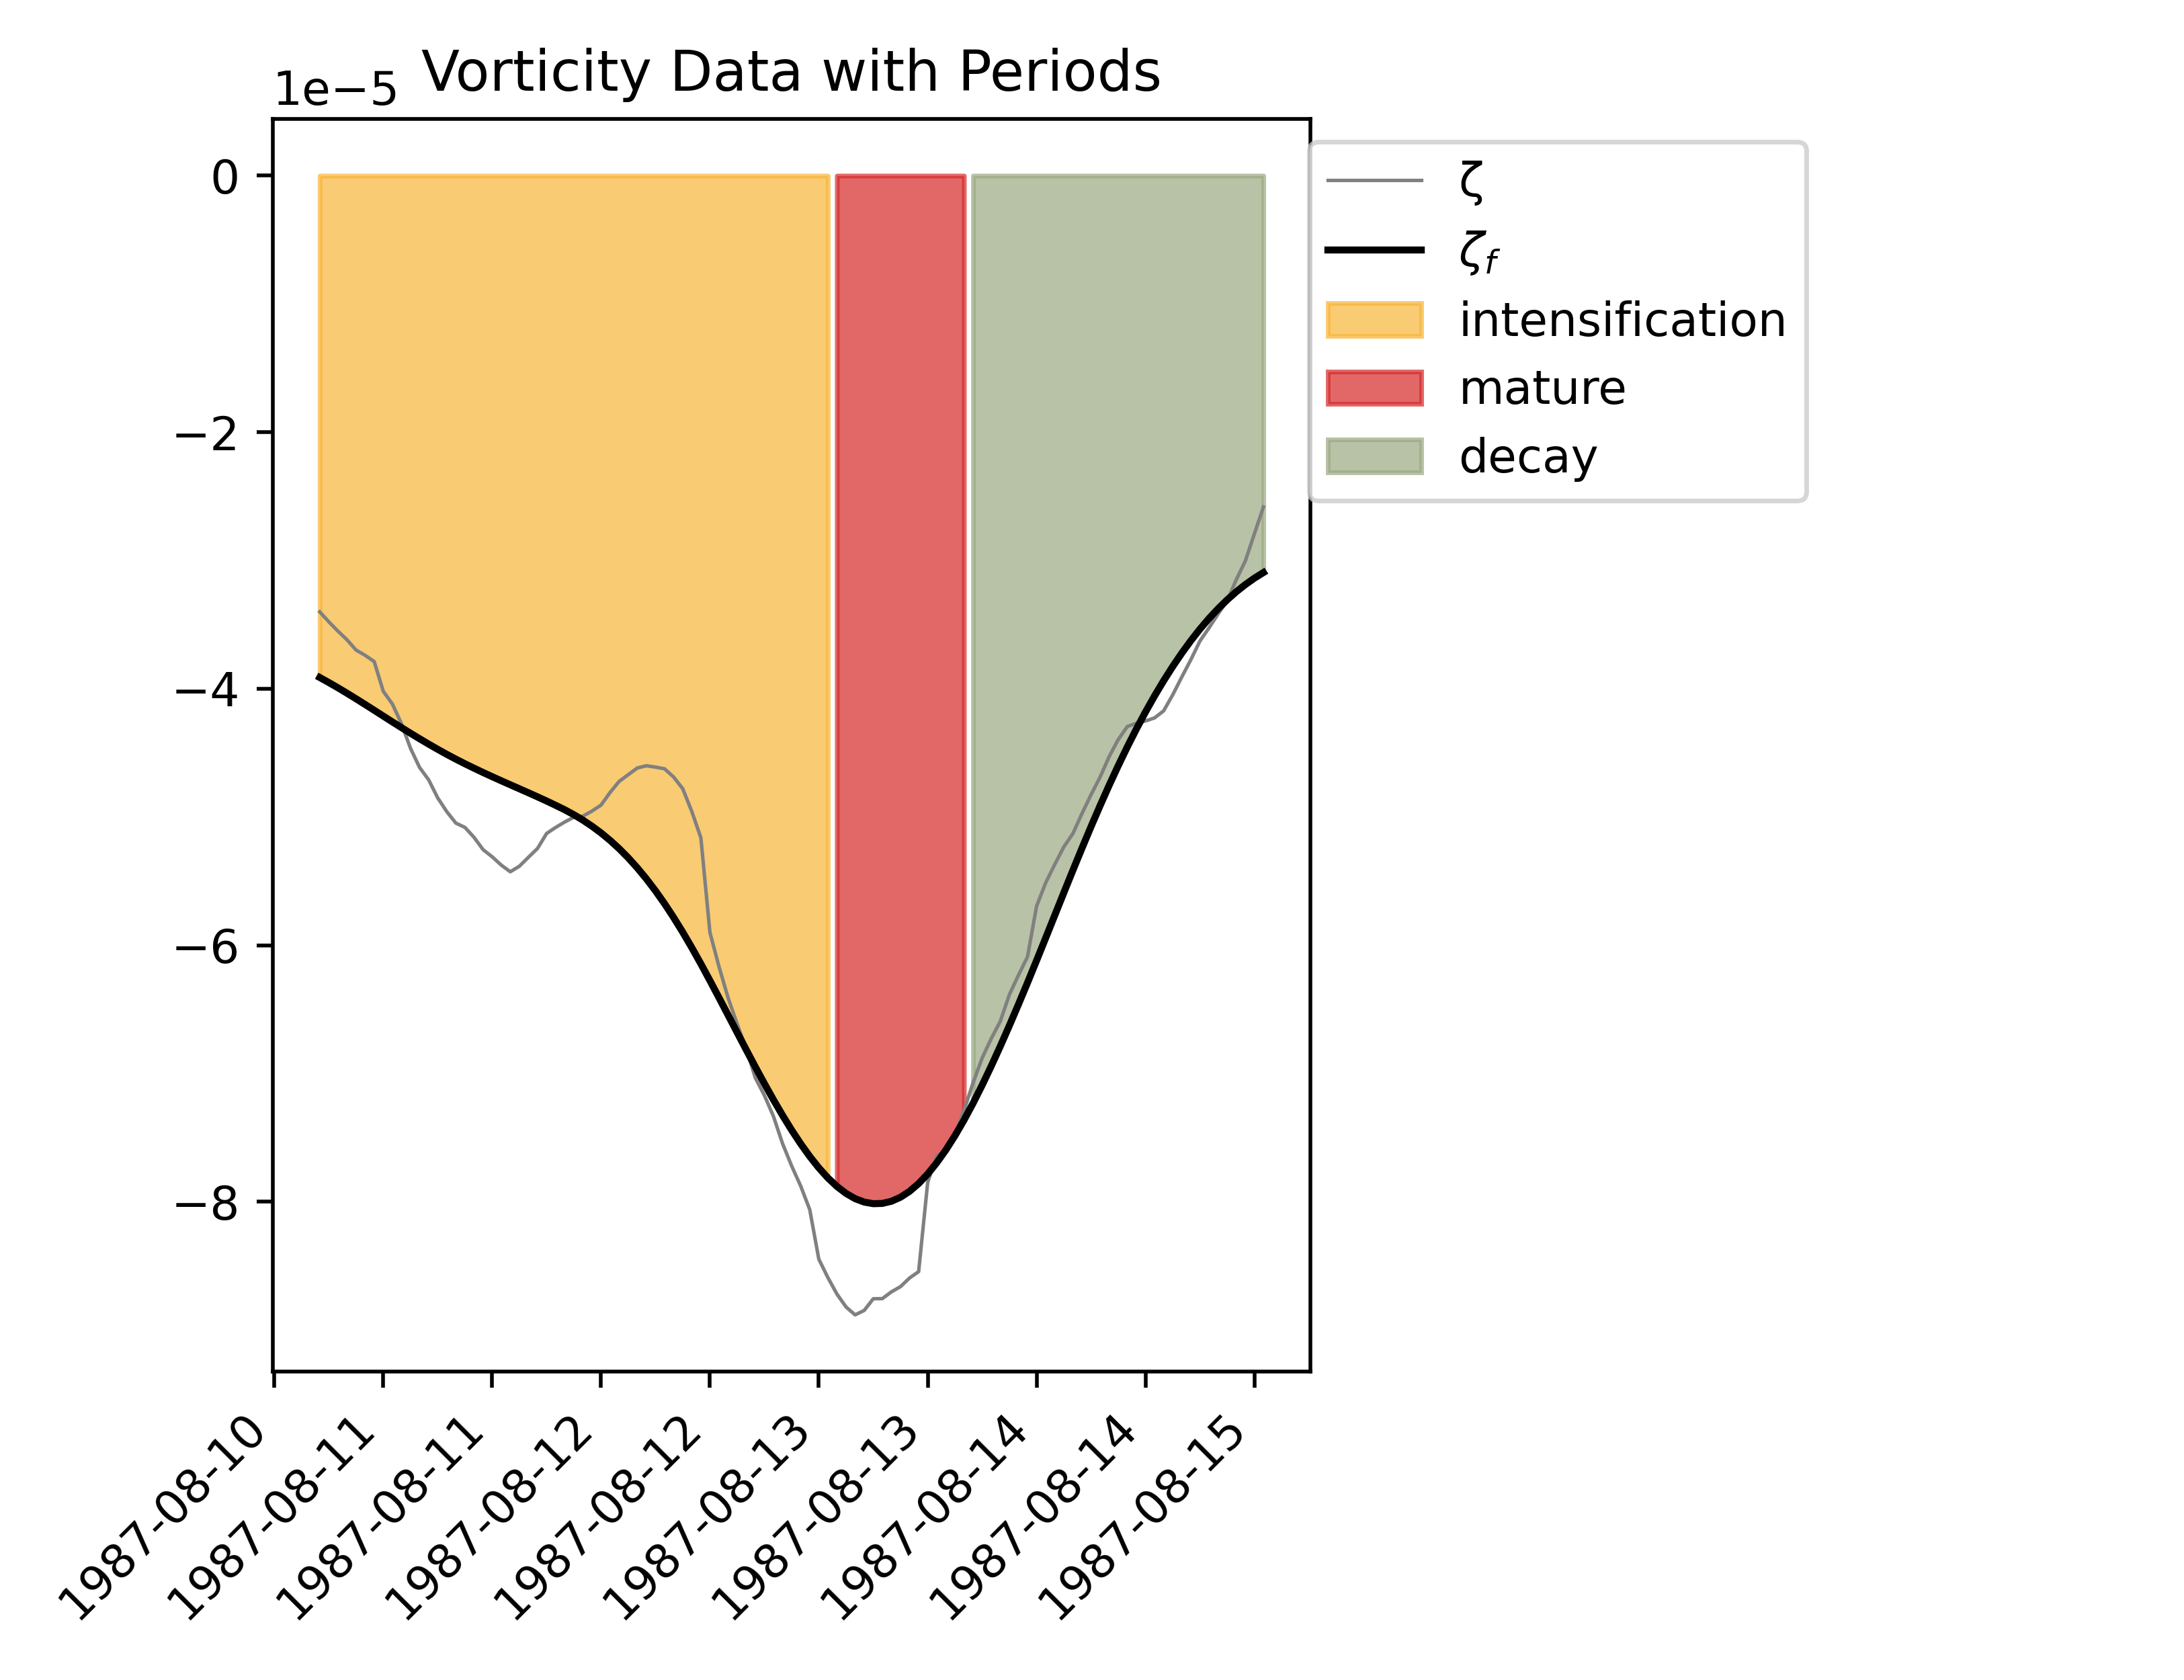 Vorticity Data with Periods
1e−5
0
−2
−4
−6
−8
ζ
ζf
intensification
mature
decay
1987-08-10
1987-08-11
1987-08-11
1987-08-12
1987-08-12
1987-08-13
1987-08-13
1987-08-14
1987-08-14
1987-08-15